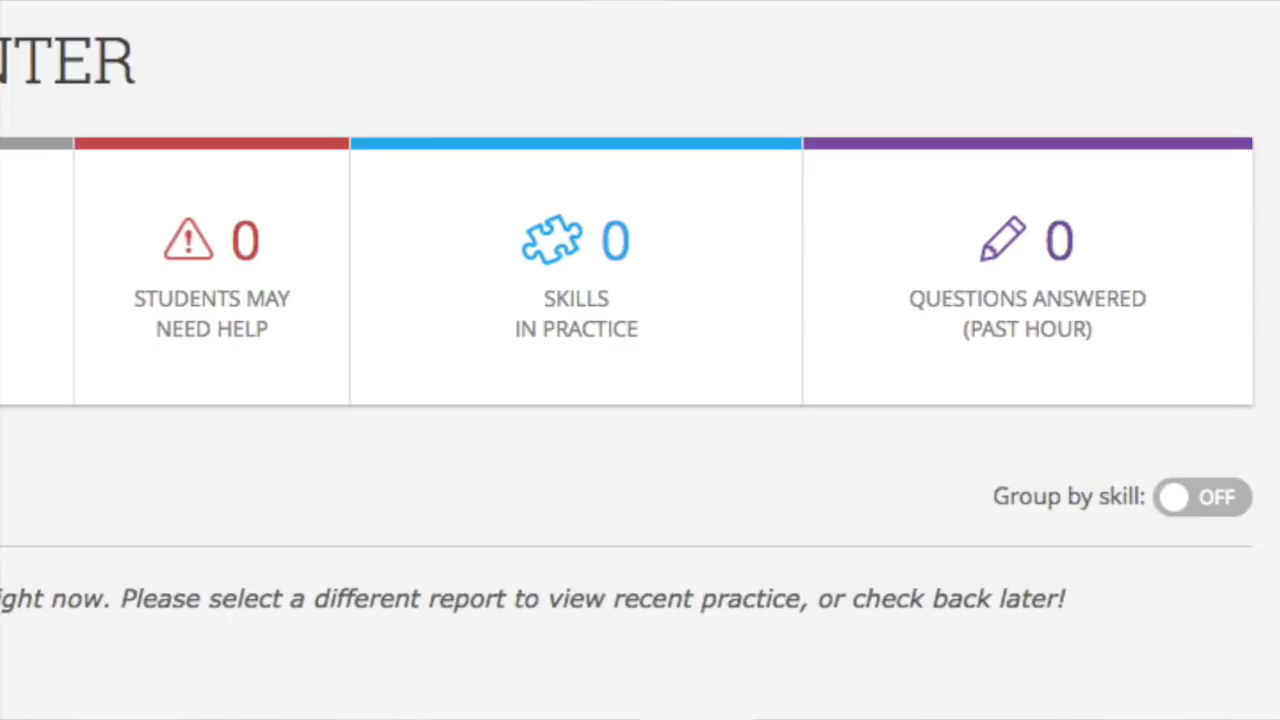 NTER
0
STUDENTS MAY
NEED HELP
0
SKILLS
IN PRACTICE
0
QUESTIONS ANSWERED
(PAST HOUR)
Group by skill: OFF
ight now. Please select a different report to view recent practice, or check back later!